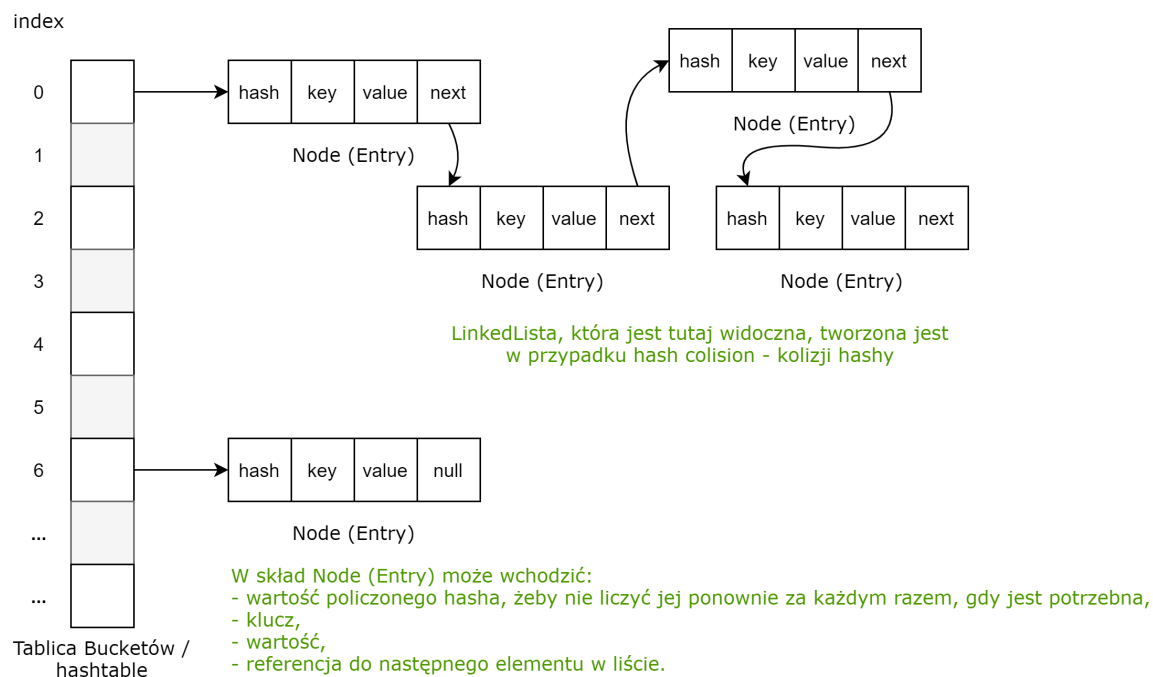 index
0
hash key value next
Node (Entry)
hash key value next
Node (Entry)
hash key value next
Node (Entry)
hash key value next
Node (Entry)
1
2
3
LinkedLista, która jest tutaj widoczna, tworzona jest
w przypadku hash colision - kolizji hashy
4
5
6
hash key value null
Node (Entry)
...
...
Tablica Bucketów /
hashtable
W skład Node (Entry) może wchodzić:
- wartość policzonego hasha, żeby nie liczyć jej ponownie za każdym razem, gdy jest potrzebna,
- klucz,
- wartość,
- referencja do następnego elementu w liście.